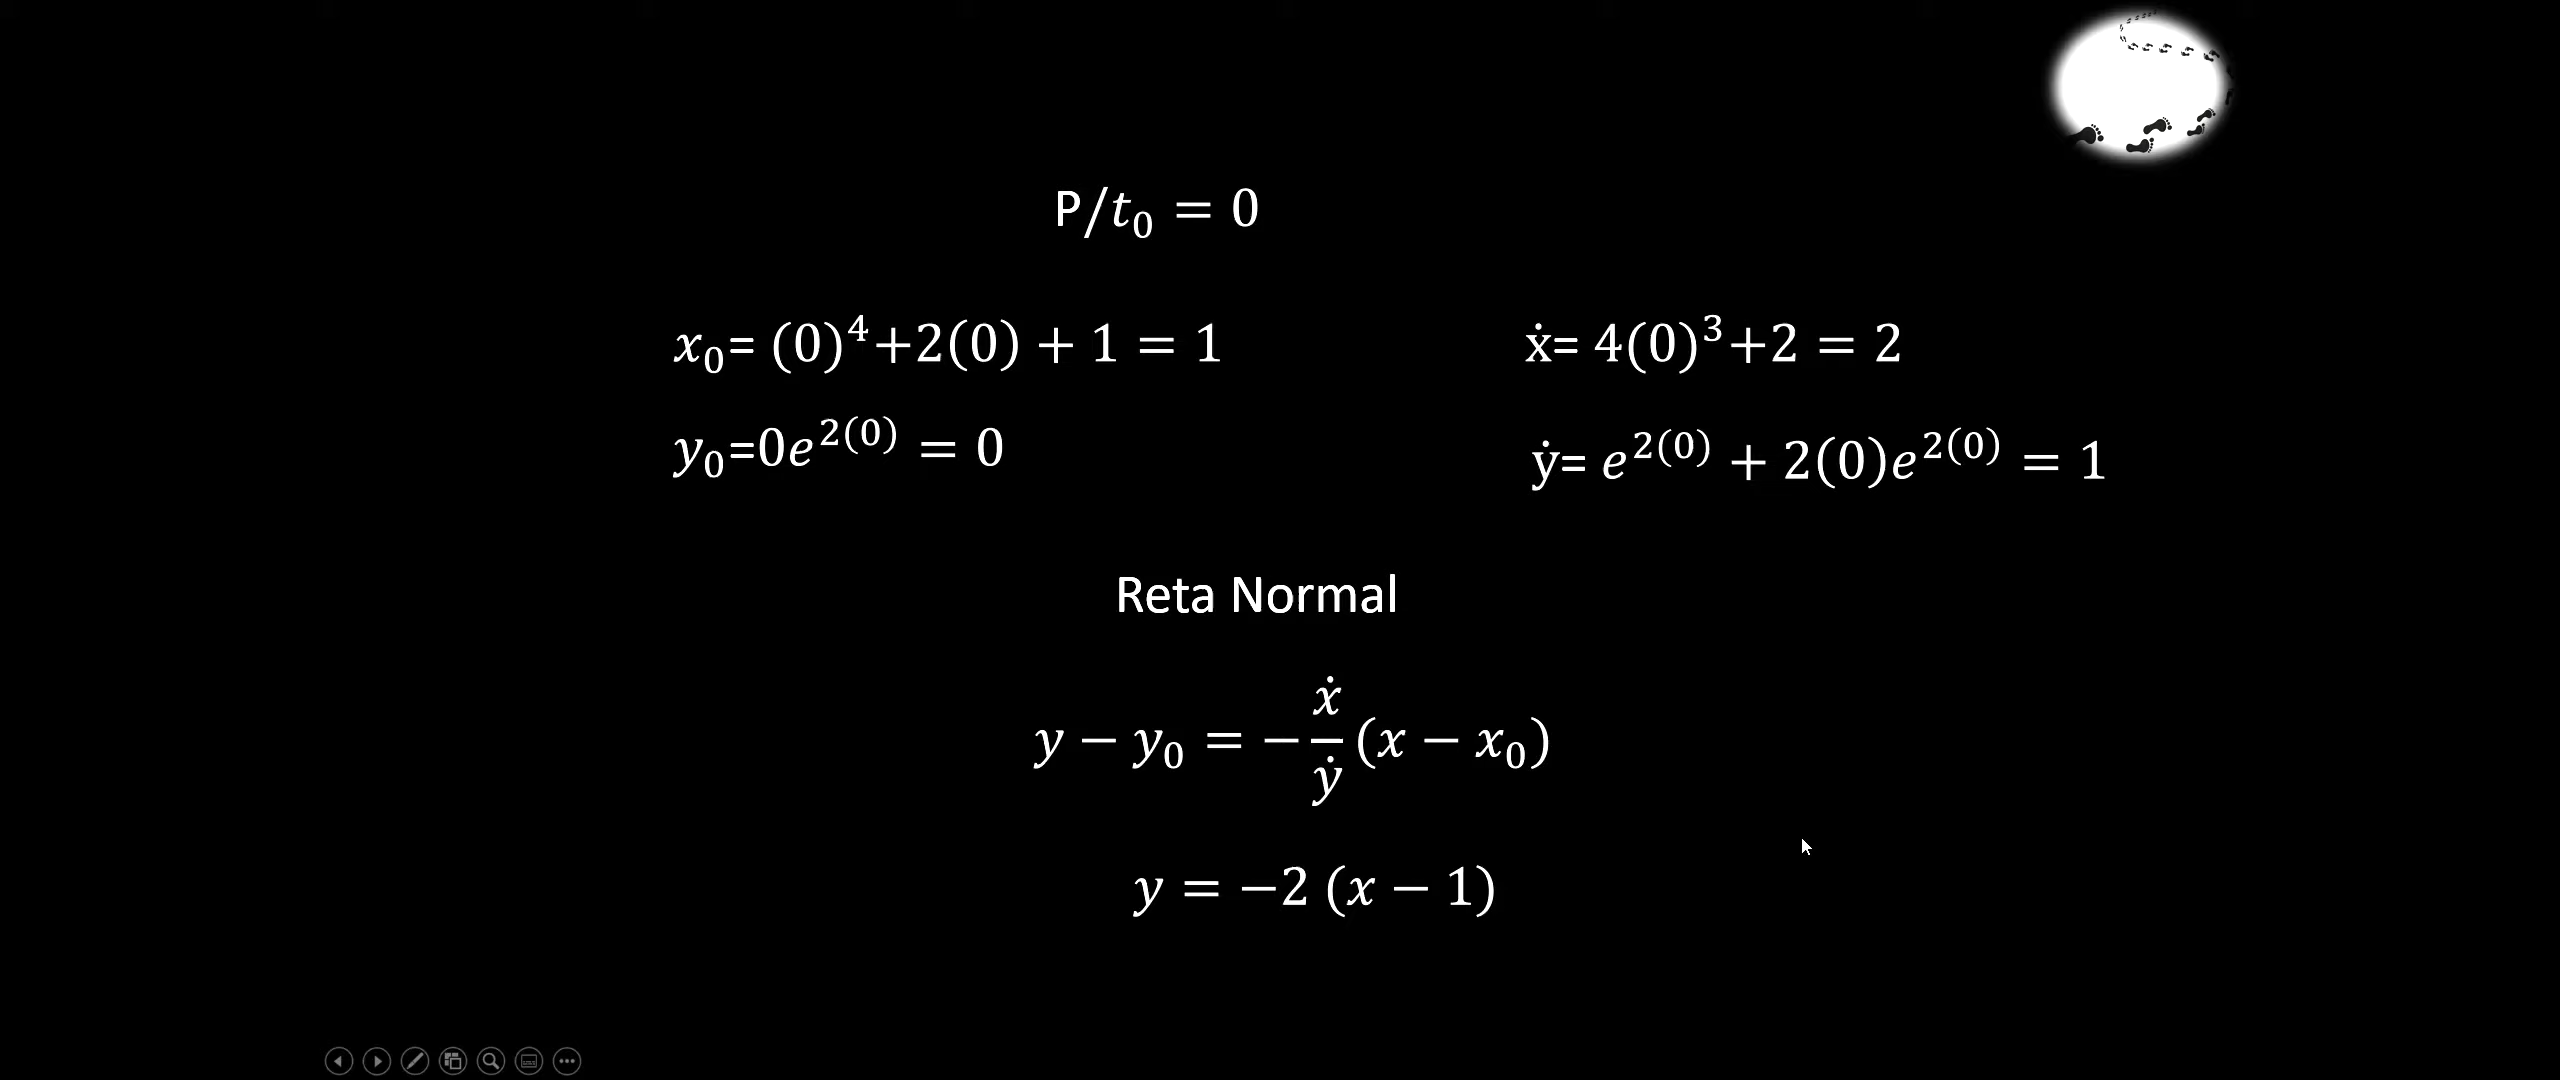 P/t₀ = 0
x₀= (0)⁴+2(0) + 1 = 1
ẋ= 4(0)³+2 = 2
y₀=0e²⁽⁰⁾ = 0
ẏ= e²⁽⁰⁾ + 2(0)e²⁽⁰⁾ = 1
Reta Normal
y − y₀ = −ẋ/ẏ (x − x₀)
y = −2 (x − 1)